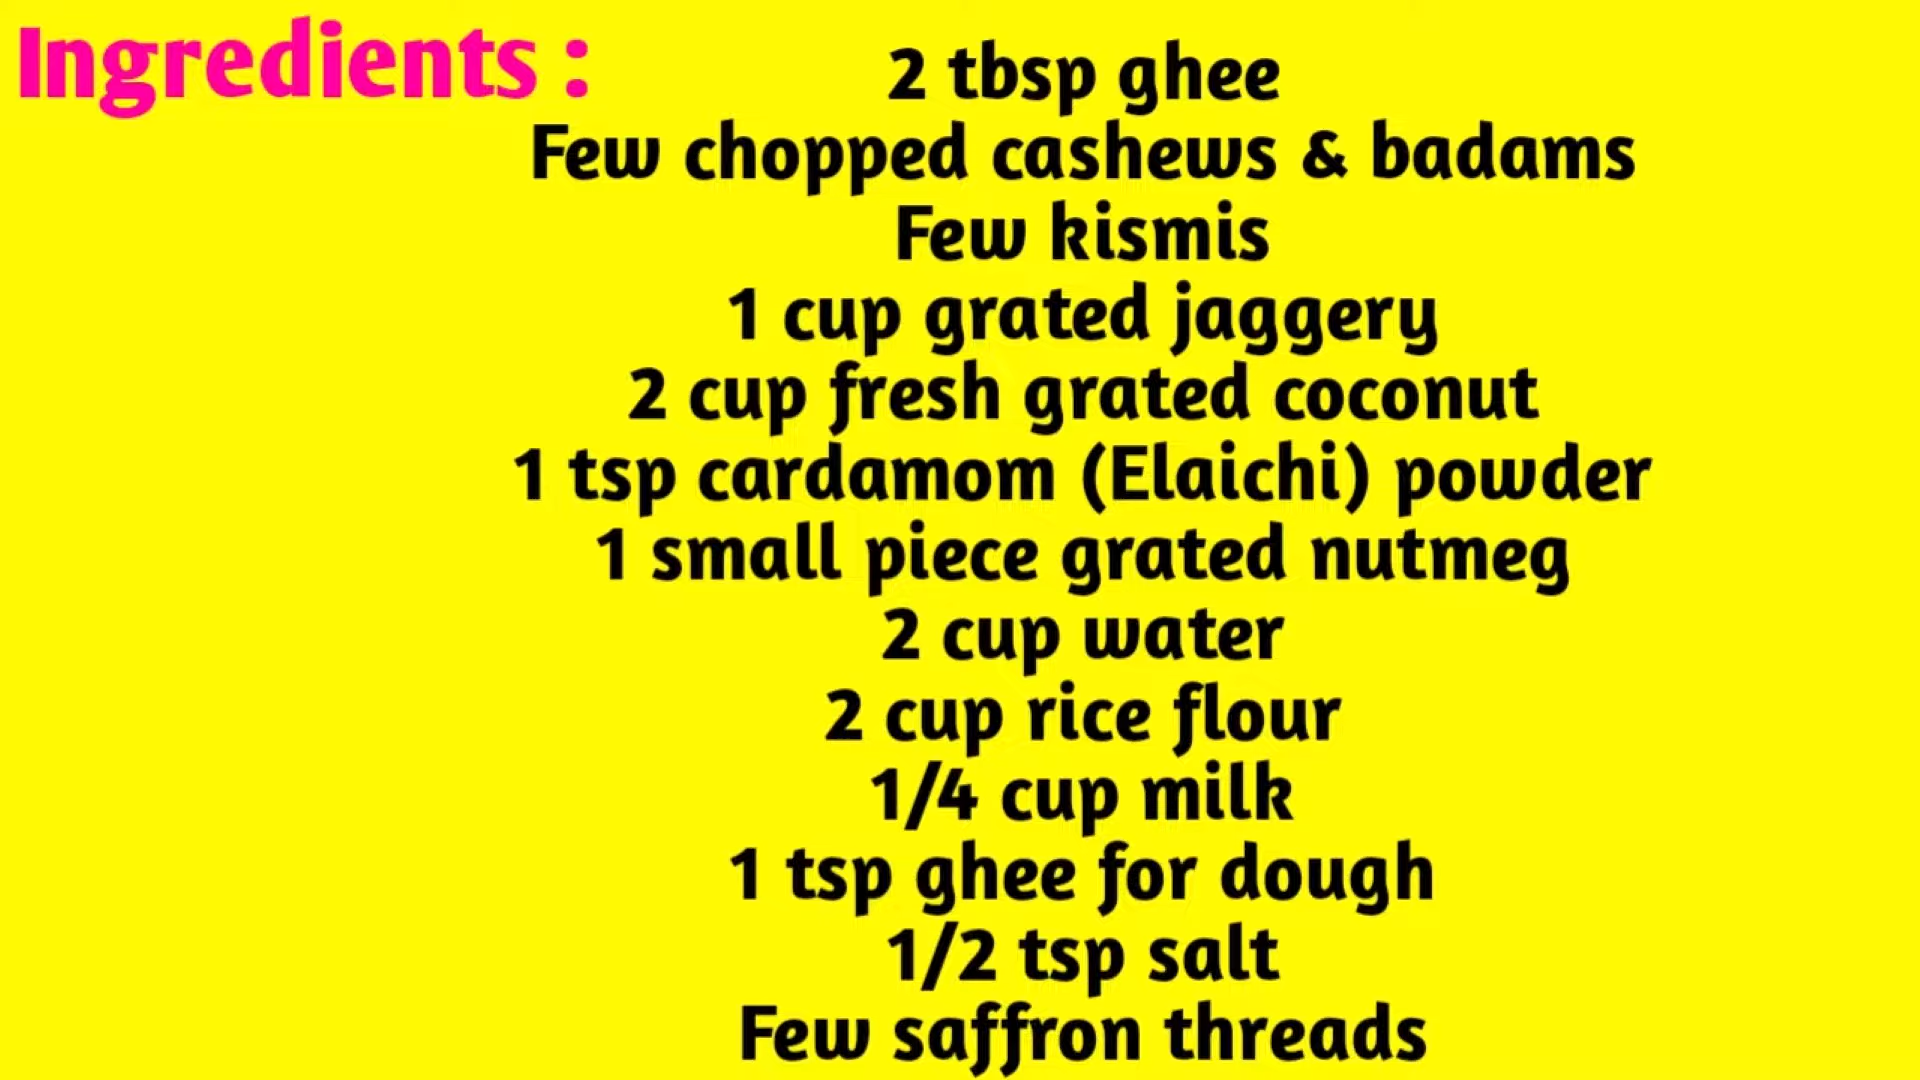 Ingredients :
2 tbsp ghee
Few chopped cashews & badams
Few kismis
1 cup grated jaggery
2 cup fresh grated coconut
1 tsp cardamom (Elaichi) powder
1 small piece grated nutmeg
2 cup water
2 cup rice flour
1/4 cup milk
1 tsp ghee for dough
1/2 tsp salt
Few saffron threads